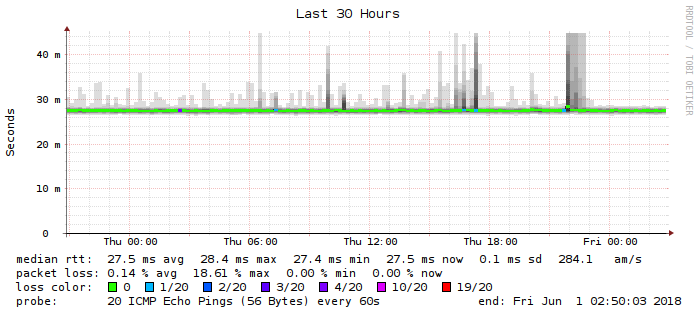 Last 30 Hours
RRDTOOL / TOBI OETIKER
Seconds
40 m
30 m
20 m
10 m
0
Thu 00:00 Thu 06:00 Thu 12:00 Thu 18:00 Fri 00:00
median rtt: 27.5 ms avg 28.4 ms max 27.4 ms min 27.5 ms now 0.1 ms sd 284.1 am/s
packet loss: 0.14 % avg 18.61 % max 0.00 % min 0.00 % now
loss color: 0 1/20 2/20 3/20 4/20 10/20 19/20
probe: 20 ICMP Echo Pings (56 Bytes) every 60s end: Fri Jun 1 02:50:03 2018